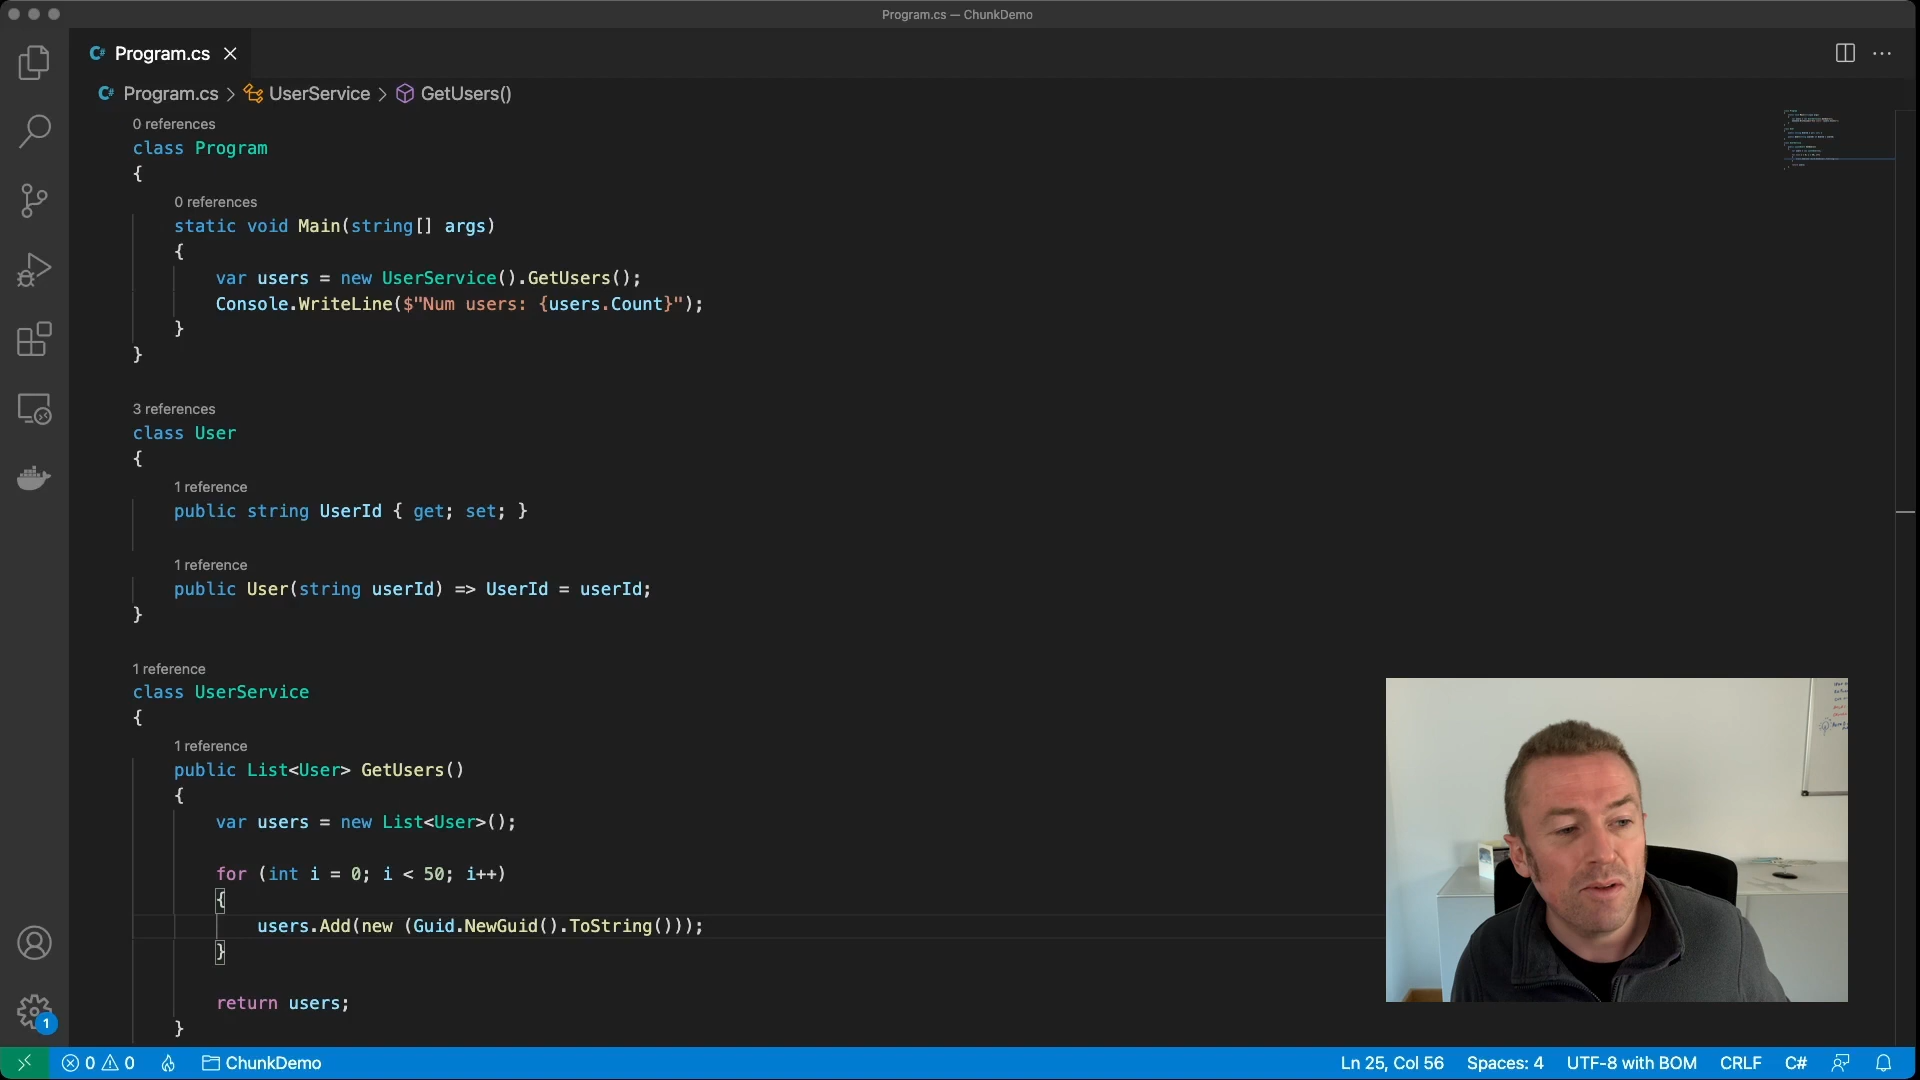 Program.cs — ChunkDemo
C# Program.cs
C# Program.cs > UserService > GetUsers()
0 references
class Program
{
0 references
static void Main(string[] args)
{
var users = new UserService().GetUsers();
Console.WriteLine($"Num users: {users.Count}");
}
}
3 references
class User
{
1 reference
public string UserId { get; set; }
1 reference
public User(string userId) => UserId = userId;
}
1 reference
class UserService
{
1 reference
public List<User> GetUsers()
{
var users = new List<User>();
for (int i = 0; i < 50; i++)
{
users.Add(new (Guid.NewGuid().ToString()));
}
return users;
}
1
0 0 ChunkDemo Ln 25, Col 56 Spaces: 4 UTF-8 with BOM CRLF C#